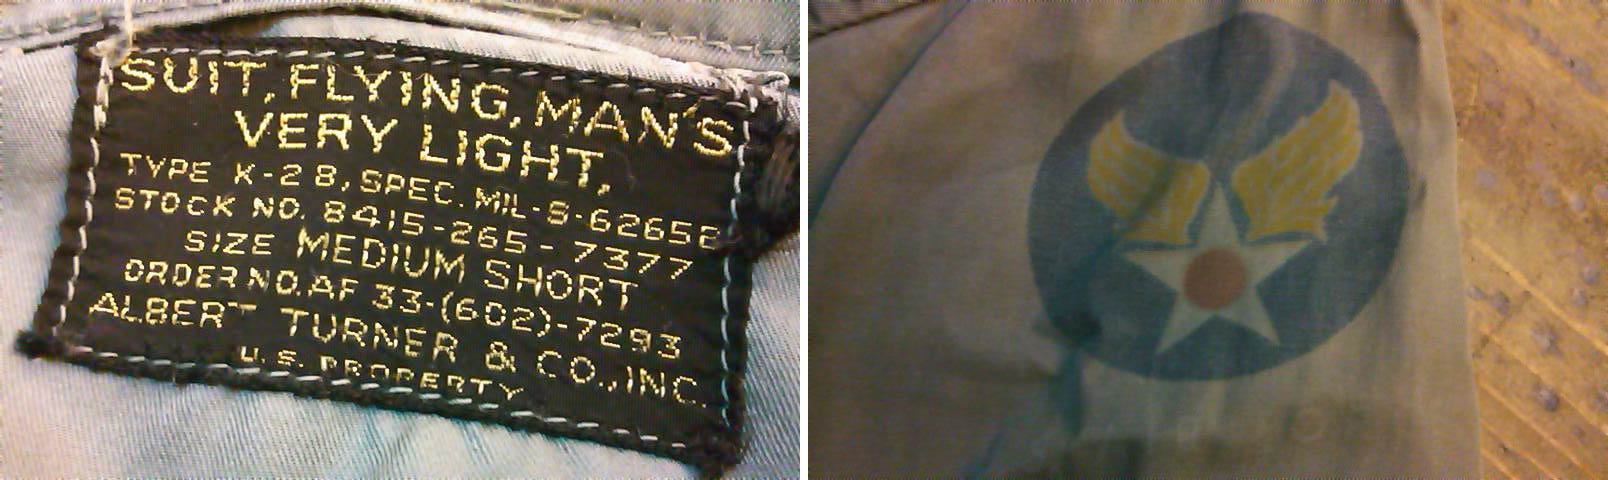 SUIT, FLYING, MAN'S
VERY LIGHT,
TYPE K-2B, SPEC. MIL-S-6265B
STOCK NO. 8415-265-7377
SIZE MEDIUM SHORT
ORDER NO. AF 33-(602)-7293
ALBERT TURNER & CO., INC.
U.S. PROPERTY